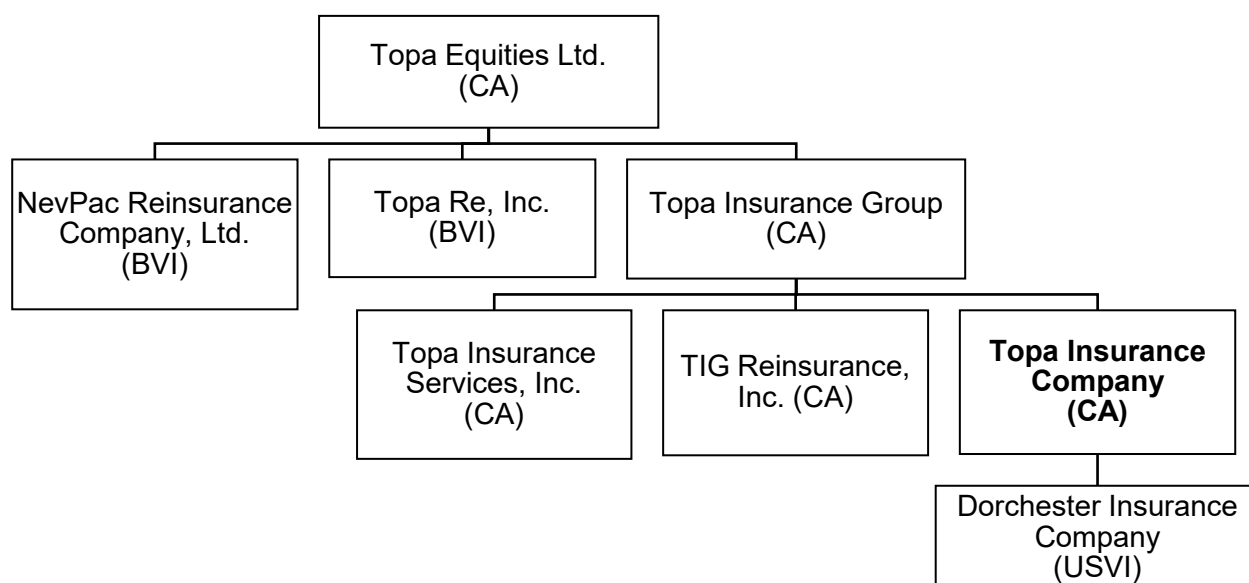 Topa Equities Ltd.
(CA)
NevPac Reinsurance
Company, Ltd.
(BVI)
Topa Re, Inc.
(BVI)
Topa Insurance Group
(CA)
Topa Insurance
Services, Inc.
(CA)
TIG Reinsurance,
Inc. (CA)
Topa Insurance
Company
(CA)
Dorchester Insurance
Company
(USVI)